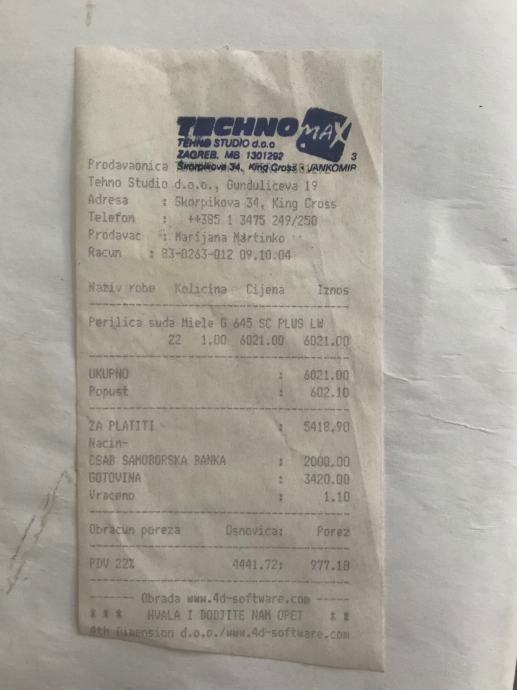 TECHNO MAX
TEHNO STUDIO d.o.o
ZAGREB, MB 1301292 3
Prodavaonica Skorpikova 34, King Cross - JANKOMIR
Tehno Studio d.o.o., Gunduliceva 19
Adresa : Skorpikova 34, King Cross
Telefon : ++385 1 3475 249/250
Prodavac : Marijana Martinko
Racun : 83-0263-012 09.10.04
Naziv robe Kolicina Cijena Iznos
Perilica suda Miele G 645 SC PLUS LW
22 1.00 6021.00 6021.00
UKUPNO : 6021.00
Popust : 602.10
ZA PLATITI : 5418.90
Nacin-
CSAB SAMOBORSKA BANKA : 2000.00
GOTOVINA : 3420.00
Vraceno : 1.10
Obracun poreza Osnovica: Porez
PDV 22% 4441.72: 977.18
------ Obrada www.4d-software.com -----
* * * HVALA I DODJITE NAM OPET * *
4th Dimension d.o.o./www.4d-software.com